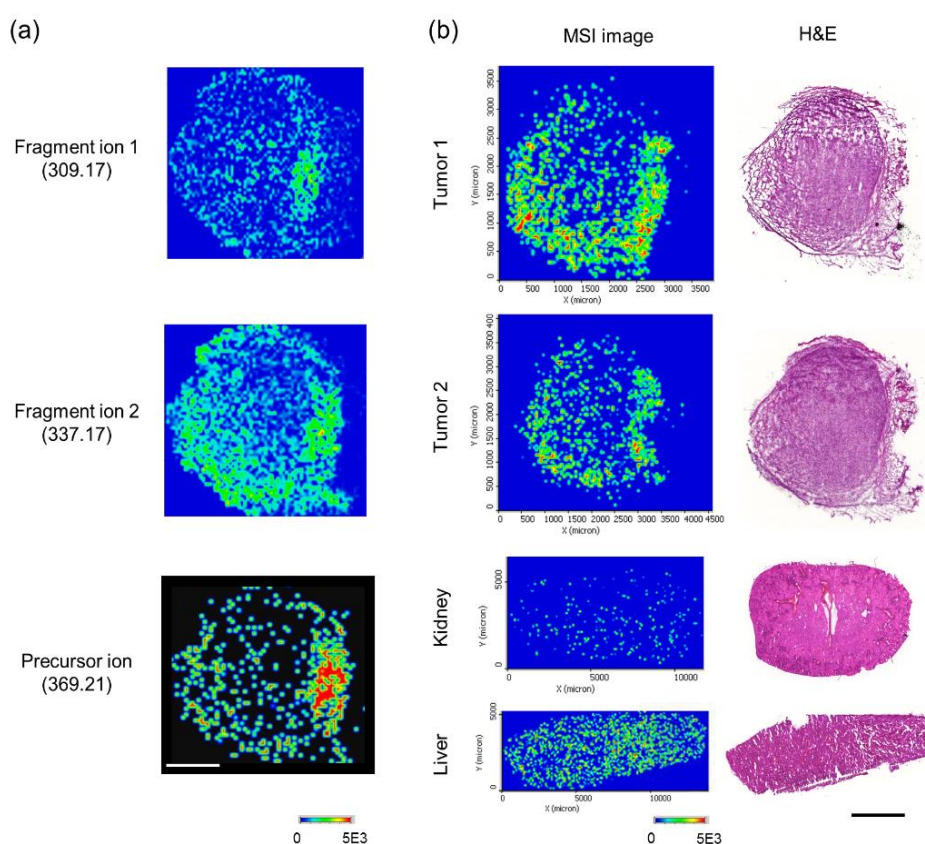 (a)
Fragment ion 1
(309.17)
Fragment ion 2
(337.17)
Precursor ion
(369.21)
0 5E3
(b)
MSI image H&E
Tumor 1
Y (micron)
3500
3000
2500
2000
1500
1000
500
0
0 500 1000 1500 2000 2500 3000 3500
X (micron)
Tumor 2
Y (micron)
400
3500
3000
2500
2000
1500
1000
500
0
0 500 1000 1500 2000 2500 3000 3500 4000 4500
X (micron)
Kidney
Y (micron)
5000
0
0 5000 10000
X (micron)
Liver
Y (micron)
5000
0
5000 10000
X (micron)
0 5E3